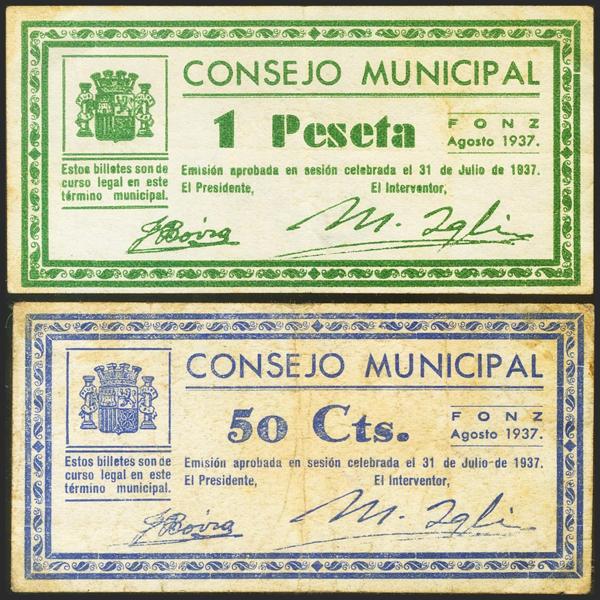 CONSEJO MUNICIPAL
1 Peseta
FONZ
Agosto 1937.
Estos billetes son de
curso legal en este
término municipal.
Emisión aprobada en sesión celebrada el 31 de Julio de 1937.
El Presidente,
El Interventor,
CONSEJO MUNICIPAL
50 Cts.
FONZ
Agosto 1937.
Estos billetes son de
curso legal en este
término municipal.
Emisión aprobada en sesión celebrada el 31 de Julio de 1937.
El Presidente,
El Interventor,